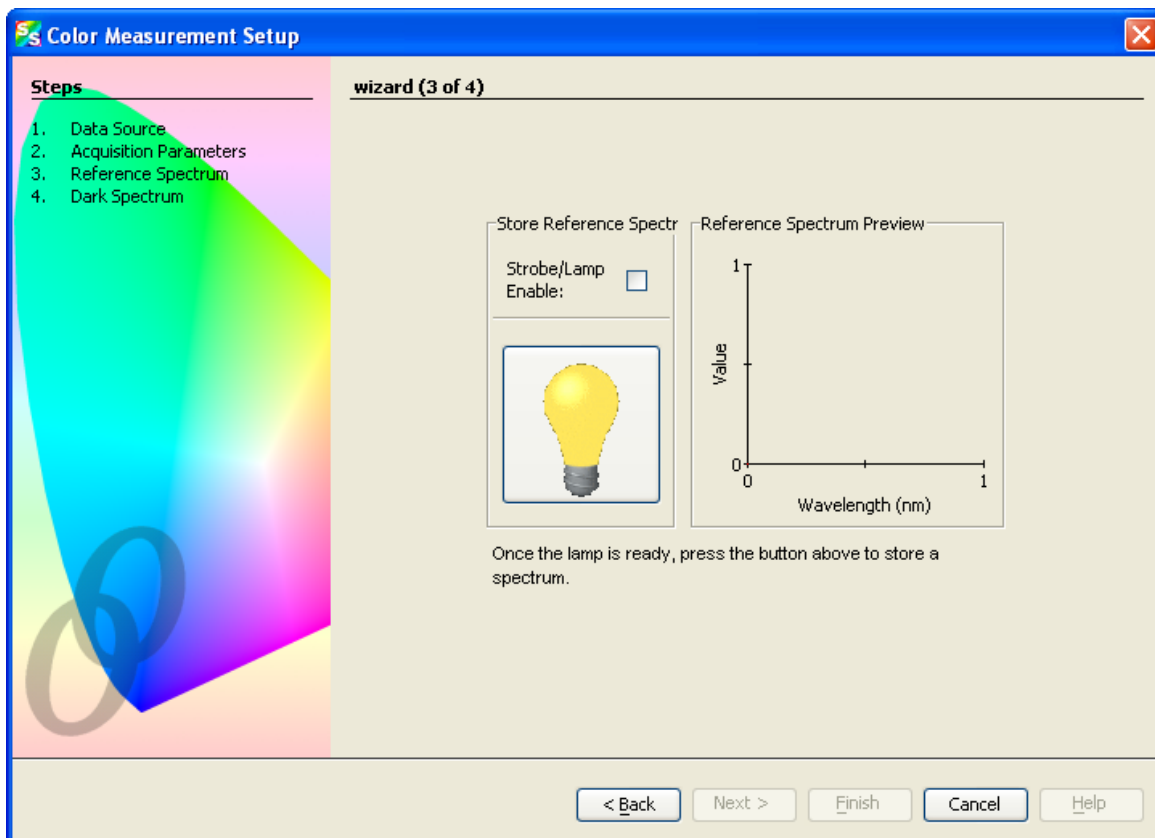 Color Measurement Setup
Steps
1. Data Source
2. Acquisition Parameters
3. Reference Spectrum
4. Dark Spectrum
wizard (3 of 4)
Store Reference Spectr
Strobe/Lamp
Enable:
Reference Spectrum Preview
1
Value
0
0
1
Wavelength (nm)
Once the lamp is ready, press the button above to store a
spectrum.
< Back
Next >
Finish
Cancel
Help